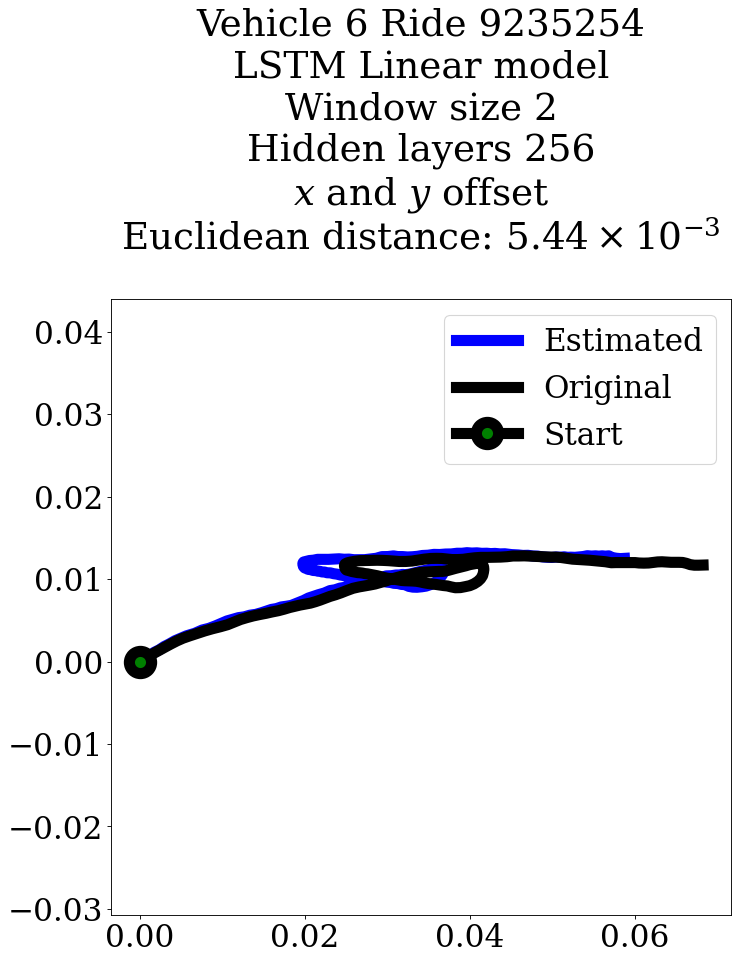 Vehicle 6 Ride 9235254
LSTM Linear model
Window size 2
Hidden layers 256
x and y offset
Euclidean distance: 5.44 × 10⁻³
Estimated
Original
Start
0.04
0.03
0.02
0.01
0.00
−0.01
−0.02
−0.03
0.00 0.02 0.04 0.06